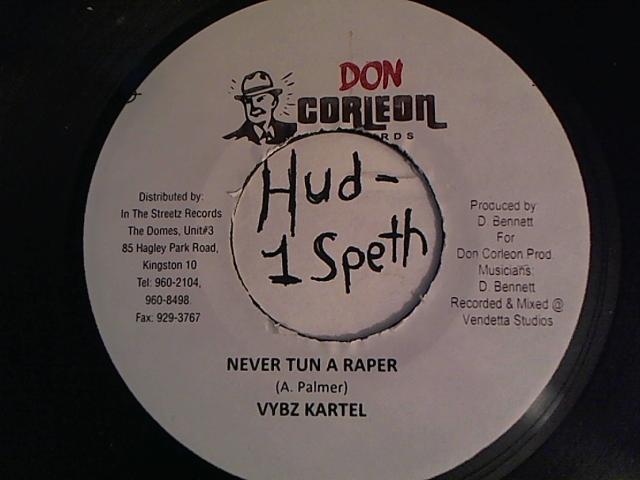 DON
CORLEON
RDS
Hud-
1 Speth
Distributed by:
In The Streetz Records
The Domes, Unit#3
85 Hagley Park Road,
Kingston 10
Tel: 960-2104,
960-8498
Fax: 929-3767
Produced by
D. Bennett
For
Don Corleon Prod.
Musicians:
D. Bennett
Recorded & Mixed @
Vendetta Studios
NEVER TUN A RAPER
(A. Palmer)
VYBZ KARTEL